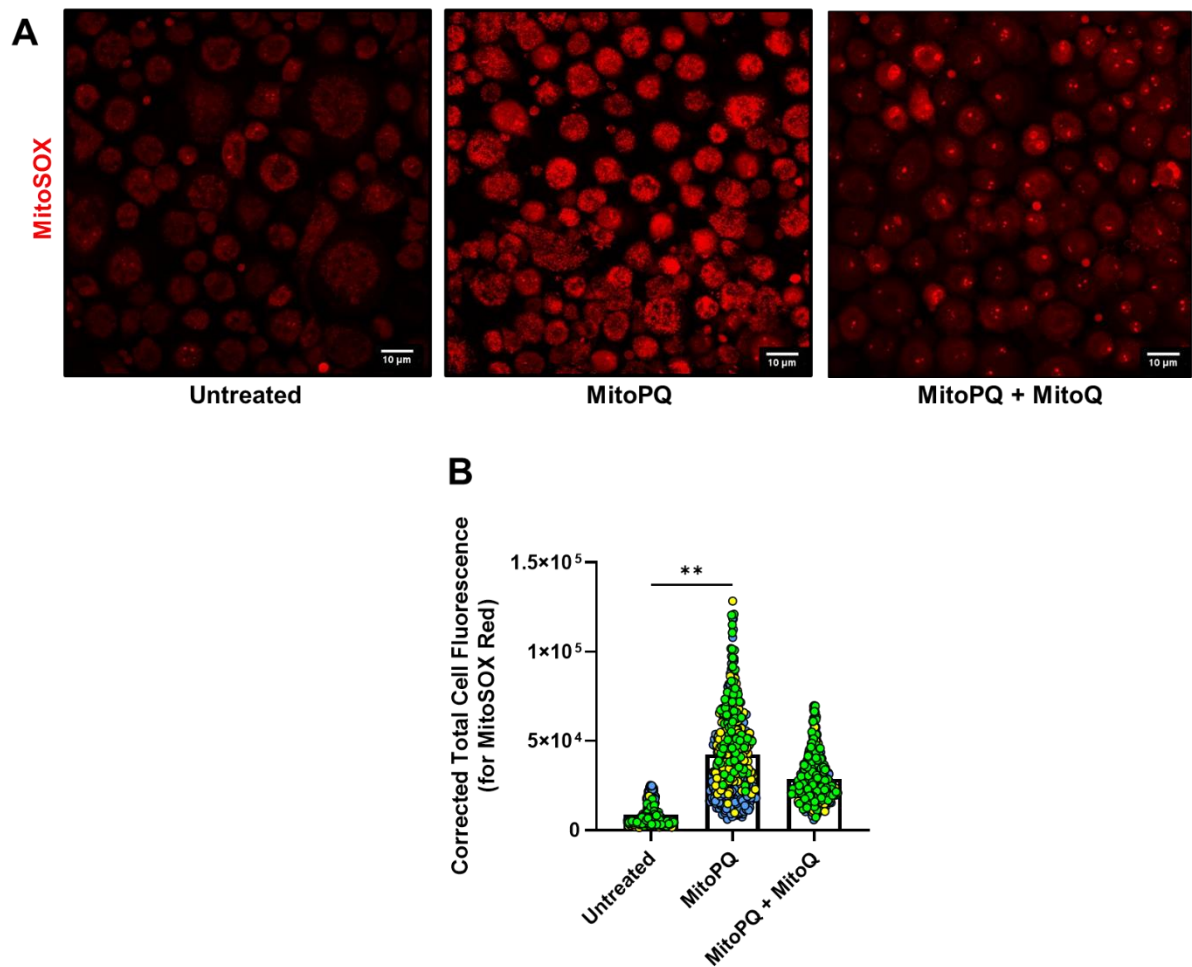 A
MitoSOX
10 µm
10 µm
10 µm
Untreated
MitoPQ
MitoPQ + MitoQ
B
Corrected Total Cell Fluorescence
(for MitoSOX Red)
1.5×10⁵
1×10⁵
5×10⁴
0
**
Untreated
MitoPQ
MitoPQ + MitoQ